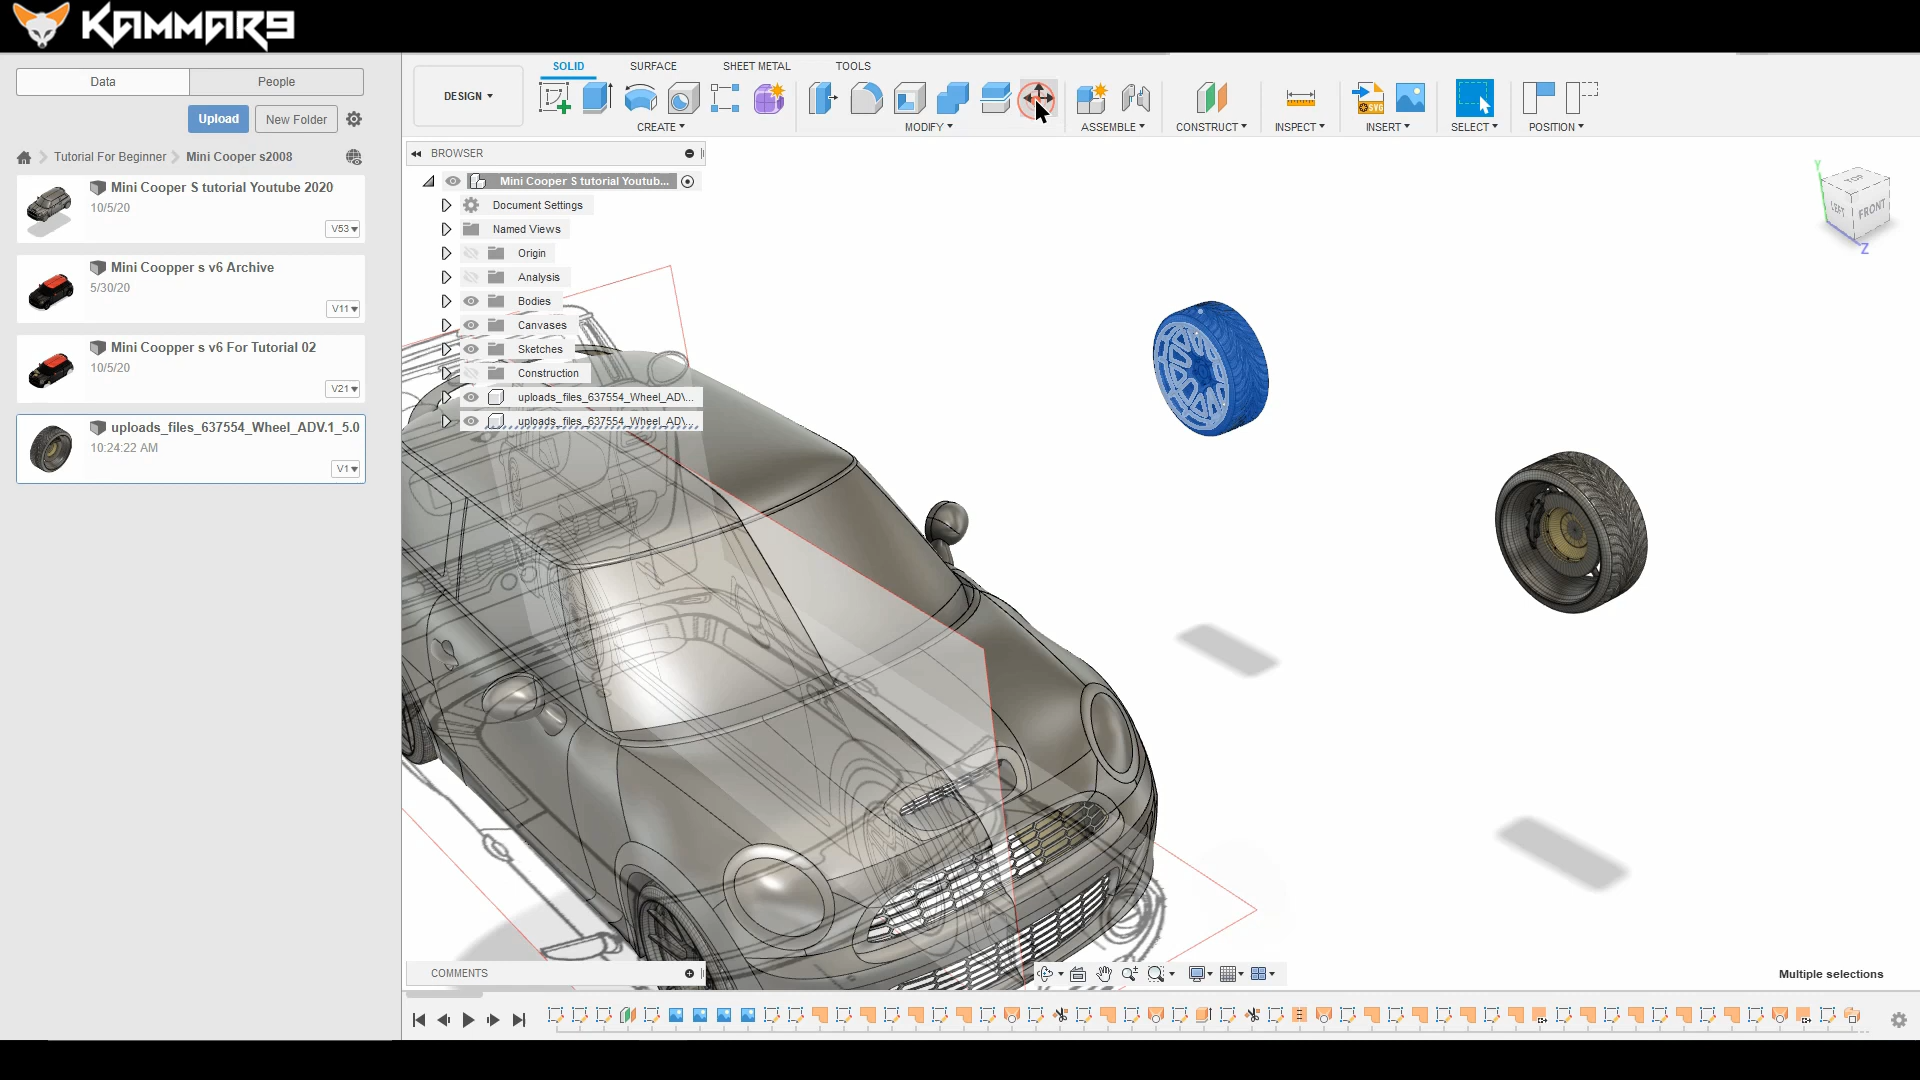 KAMMAR9
Data
People
Upload
New Folder
Tutorial For Beginner
Mini Cooper s2008
Mini Cooper S tutorial Youtube 2020
10/5/20
V53
Mini Coopper s v6 Archive
5/30/20
V11
Mini Coopper s v6 For Tutorial 02
10/5/20
V21
uploads_files_637554_Wheel_ADV.1_5.0
10:24:22 AM
V1
SOLID
SURFACE
SHEET METAL
TOOLS
DESIGN
CREATE
MODIFY
ASSEMBLE
CONSTRUCT
INSPECT
INSERT
SELECT
POSITION
SVG
BROWSER
Mini Cooper S tutorial Youtub...
Document Settings
Named Views
Origin
Analysis
Bodies
Canvases
Sketches
Construction
uploads_files_637554_Wheel_AD\...
uploads_files_637554_Wheel_AD\...
Y
TOP
LEFT
FRONT
Z
COMMENTS
Multiple selections